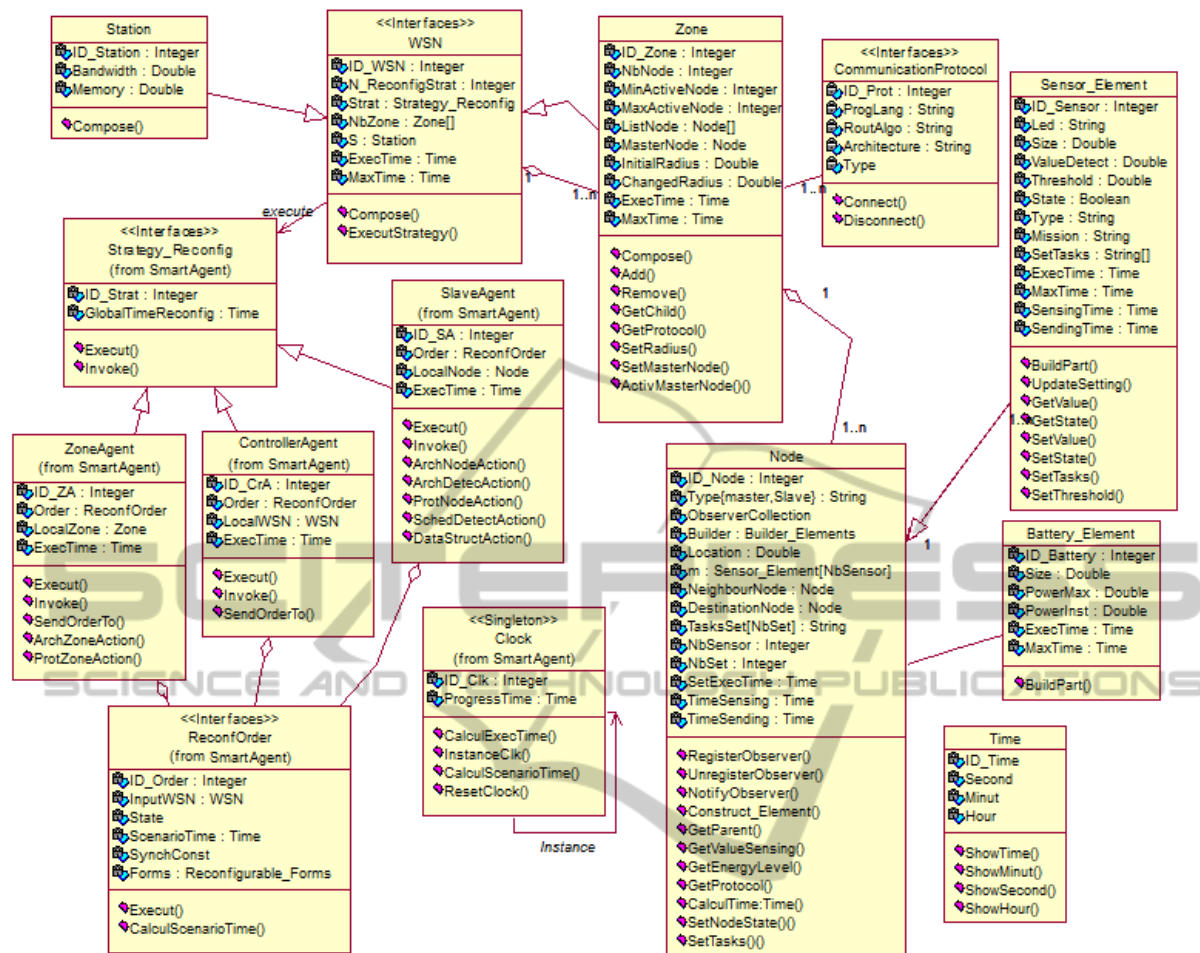 Station
ID_Station : Integer
Bandwidth : Double
Memory : Double
Compose()
<<Interfaces>>
WSN
ID_WSN : Integer
N_ReconfigStrat : Integer
Strat : Strategy_Reconfig
NbZone : Zone[]
S : Station
ExecTime : Time
MaxTime : Time
Compose()
ExecutStrategy()
Zone
ID_Zone : Integer
NbNode : Integer
MinActiveNode : Integer
MaxActiveNode : Integer
ListNode : Node[]
MasterNode : Node
InitialRadius : Double
ChangedRadius : Double
ExecTime : Time
MaxTime : Time
Compose()
Add()
Remove()
GetChild()
GetProtocol()
SetRadius()
SetMasterNode()
ActivMasterNode()()
<<Interfaces>>
CommunicationProtocol
ID_Prot : Integer
ProgLang : String
RoutAlgo : String
Architecture : String
Type
Connect()
Disconnect()
Sensor_Element
ID_Sensor : Integer
Led : String
Size : Double
ValueDetect : Double
Threshold : Double
State : Boolean
Type : String
Mission : String
SetTasks : String[]
ExecTime : Time
MaxTime : Time
SensingTime : Time
SendingTime : Time
BuildPart()
UpdateSetting()
GetValue()
GetState()
SetValue()
SetState()
SetTasks()
SetThreshold()
1
1..n
1..n
execute
1
1..n
1..n
1
<<Interfaces>>
Strategy_Reconfig
(from SmartAgent)
ID_Strat : Integer
GlobalTimeReconfig : Time
Execut()
Invoke()
SlaveAgent
(from SmartAgent)
ID_SA : Integer
Order : ReconfOrder
LocalNode : Node
ExecTime : Time
Execut()
Invoke()
ArchNodeAction()
ArchDetecAction()
ProtNodeAction()
SchedDetectAction()
DataStructAction()
ZoneAgent
(from SmartAgent)
ID_ZA : Integer
Order : ReconfOrder
LocalZone : Zone
ExecTime : Time
Execut()
Invoke()
SendOrderTo()
ArchZoneAction()
ProtZoneAction()
ControllerAgent
(from SmartAgent)
ID_CrA : Integer
Order : ReconfOrder
LocalWSN : WSN
ExecTime : Time
Execut()
Invoke()
SendOrderTo()
Node
ID_Node : Integer
Type{master,Slave} : String
ObserverCollection
Builder : Builder_Elements
Location : Double
m : Sensor_Element[NbSensor]
NeighbourNode : Node
DestinationNode : Node
TasksSet[NbSet] : String
NbSensor : Integer
NbSet : Integer
SetExecTime : Time
TimeSensing : Time
TimeSending : Time
RegisterObserver()
UnregisterObserver()
NotifyObserver()
Construct_Element()
GetParent()
GetValueSensing()
GetEnergyLevel()
GetProtocol()
CalculTime:Time()
SetNodeState()()
SetTasks()()
Battery_Element
ID_Battery : Integer
Size : Double
PowerMax : Double
PowerInst : Double
ExecTime : Time
MaxTime : Time
BuildPart()
<<Singleton>>
Clock
(from SmartAgent)
ID_Clk : Integer
ProgressTime : Time
CalculExecTime()
InstanceClk()
CalculScenarioTime()
ResetClock()
Instance
<<Interfaces>>
ReconfOrder
(from SmartAgent)
ID_Order : Integer
InputWSN : WSN
State
ScenarioTime : Time
SynchConst
Forms : Reconfigurable_Forms
Execut()
CalculScenarioTime()
Time
ID_Time
Second
Minut
Hour
ShowTime()
ShowMinut()
ShowSecond()
ShowHour()
SCITEPRESS
SCIENCE AND TECHNOLOGY PUBLICATIONS